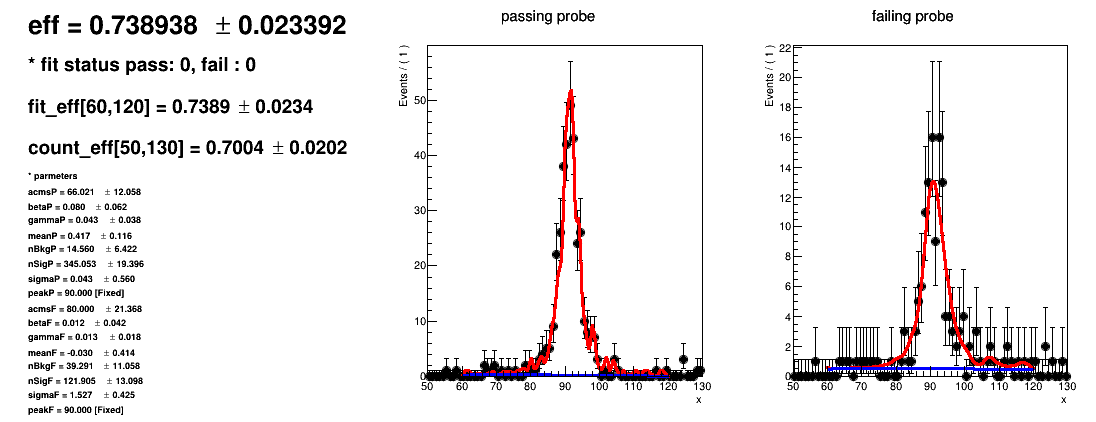 eff = 0.738938 ± 0.023392
* fit status pass: 0, fail : 0
fit_eff[60,120] = 0.7389 ± 0.0234
count_eff[50,130] = 0.7004 ± 0.0202
* parmeters
acmsP = 66.021 ± 12.058
betaP = 0.080 ± 0.062
gammaP = 0.043 ± 0.038
meanP = 0.417 ± 0.116
nBkgP = 14.560 ± 6.422
nSigP = 345.053 ± 19.396
sigmaP = 0.043 ± 0.560
peakP = 90.000 [Fixed]
acmsF = 80.000 ± 21.368
betaF = 0.012 ± 0.042
gammaF = 0.013 ± 0.018
meanF = -0.030 ± 0.414
nBkgF = 39.291 ± 11.058
nSigF = 121.905 ± 13.098
sigmaF = 1.527 ± 0.425
peakF = 90.000 [Fixed]
passing probe
Events / ( 1 )
50
40
30
20
10
0
50 60 70 80 90 100 110 120 130
x
failing probe
Events / ( 1 )
22
20
18
16
14
12
10
8
6
4
2
0
50 60 70 80 90 100 110 120 130
x